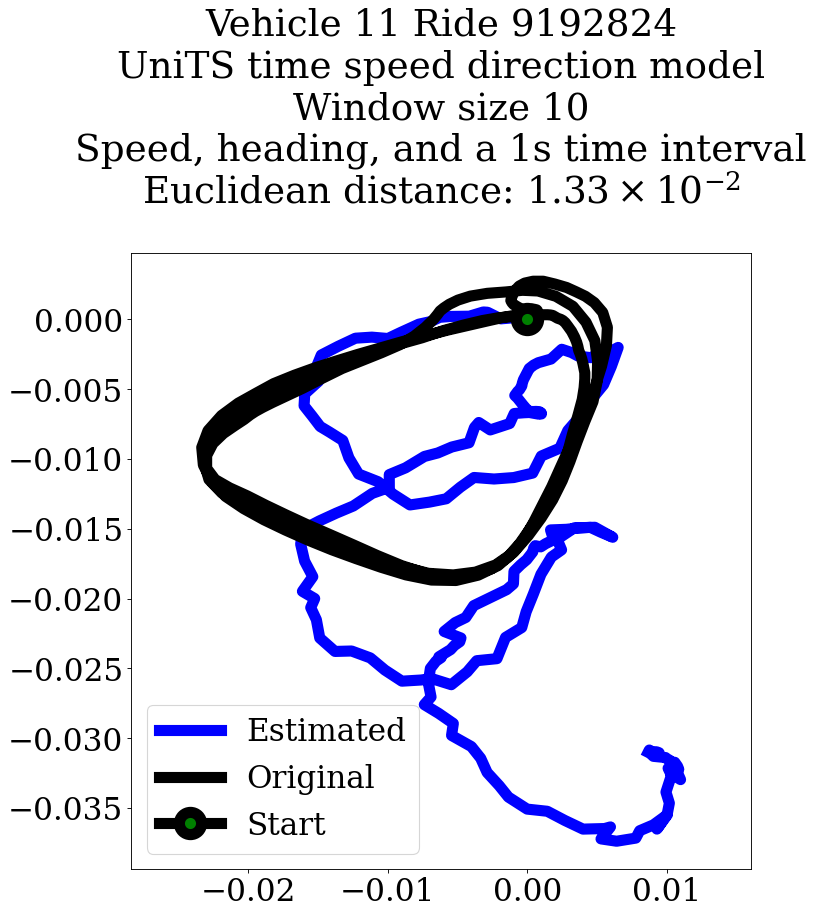 Vehicle 11 Ride 9192824
UniTS time speed direction model
Window size 10
Speed, heading, and a 1s time interval
Euclidean distance: 1.33 × 10⁻²
0.000
−0.005
−0.010
−0.015
−0.020
−0.025
−0.030
−0.035
Estimated
Original
Start
−0.02
−0.01
0.00
0.01